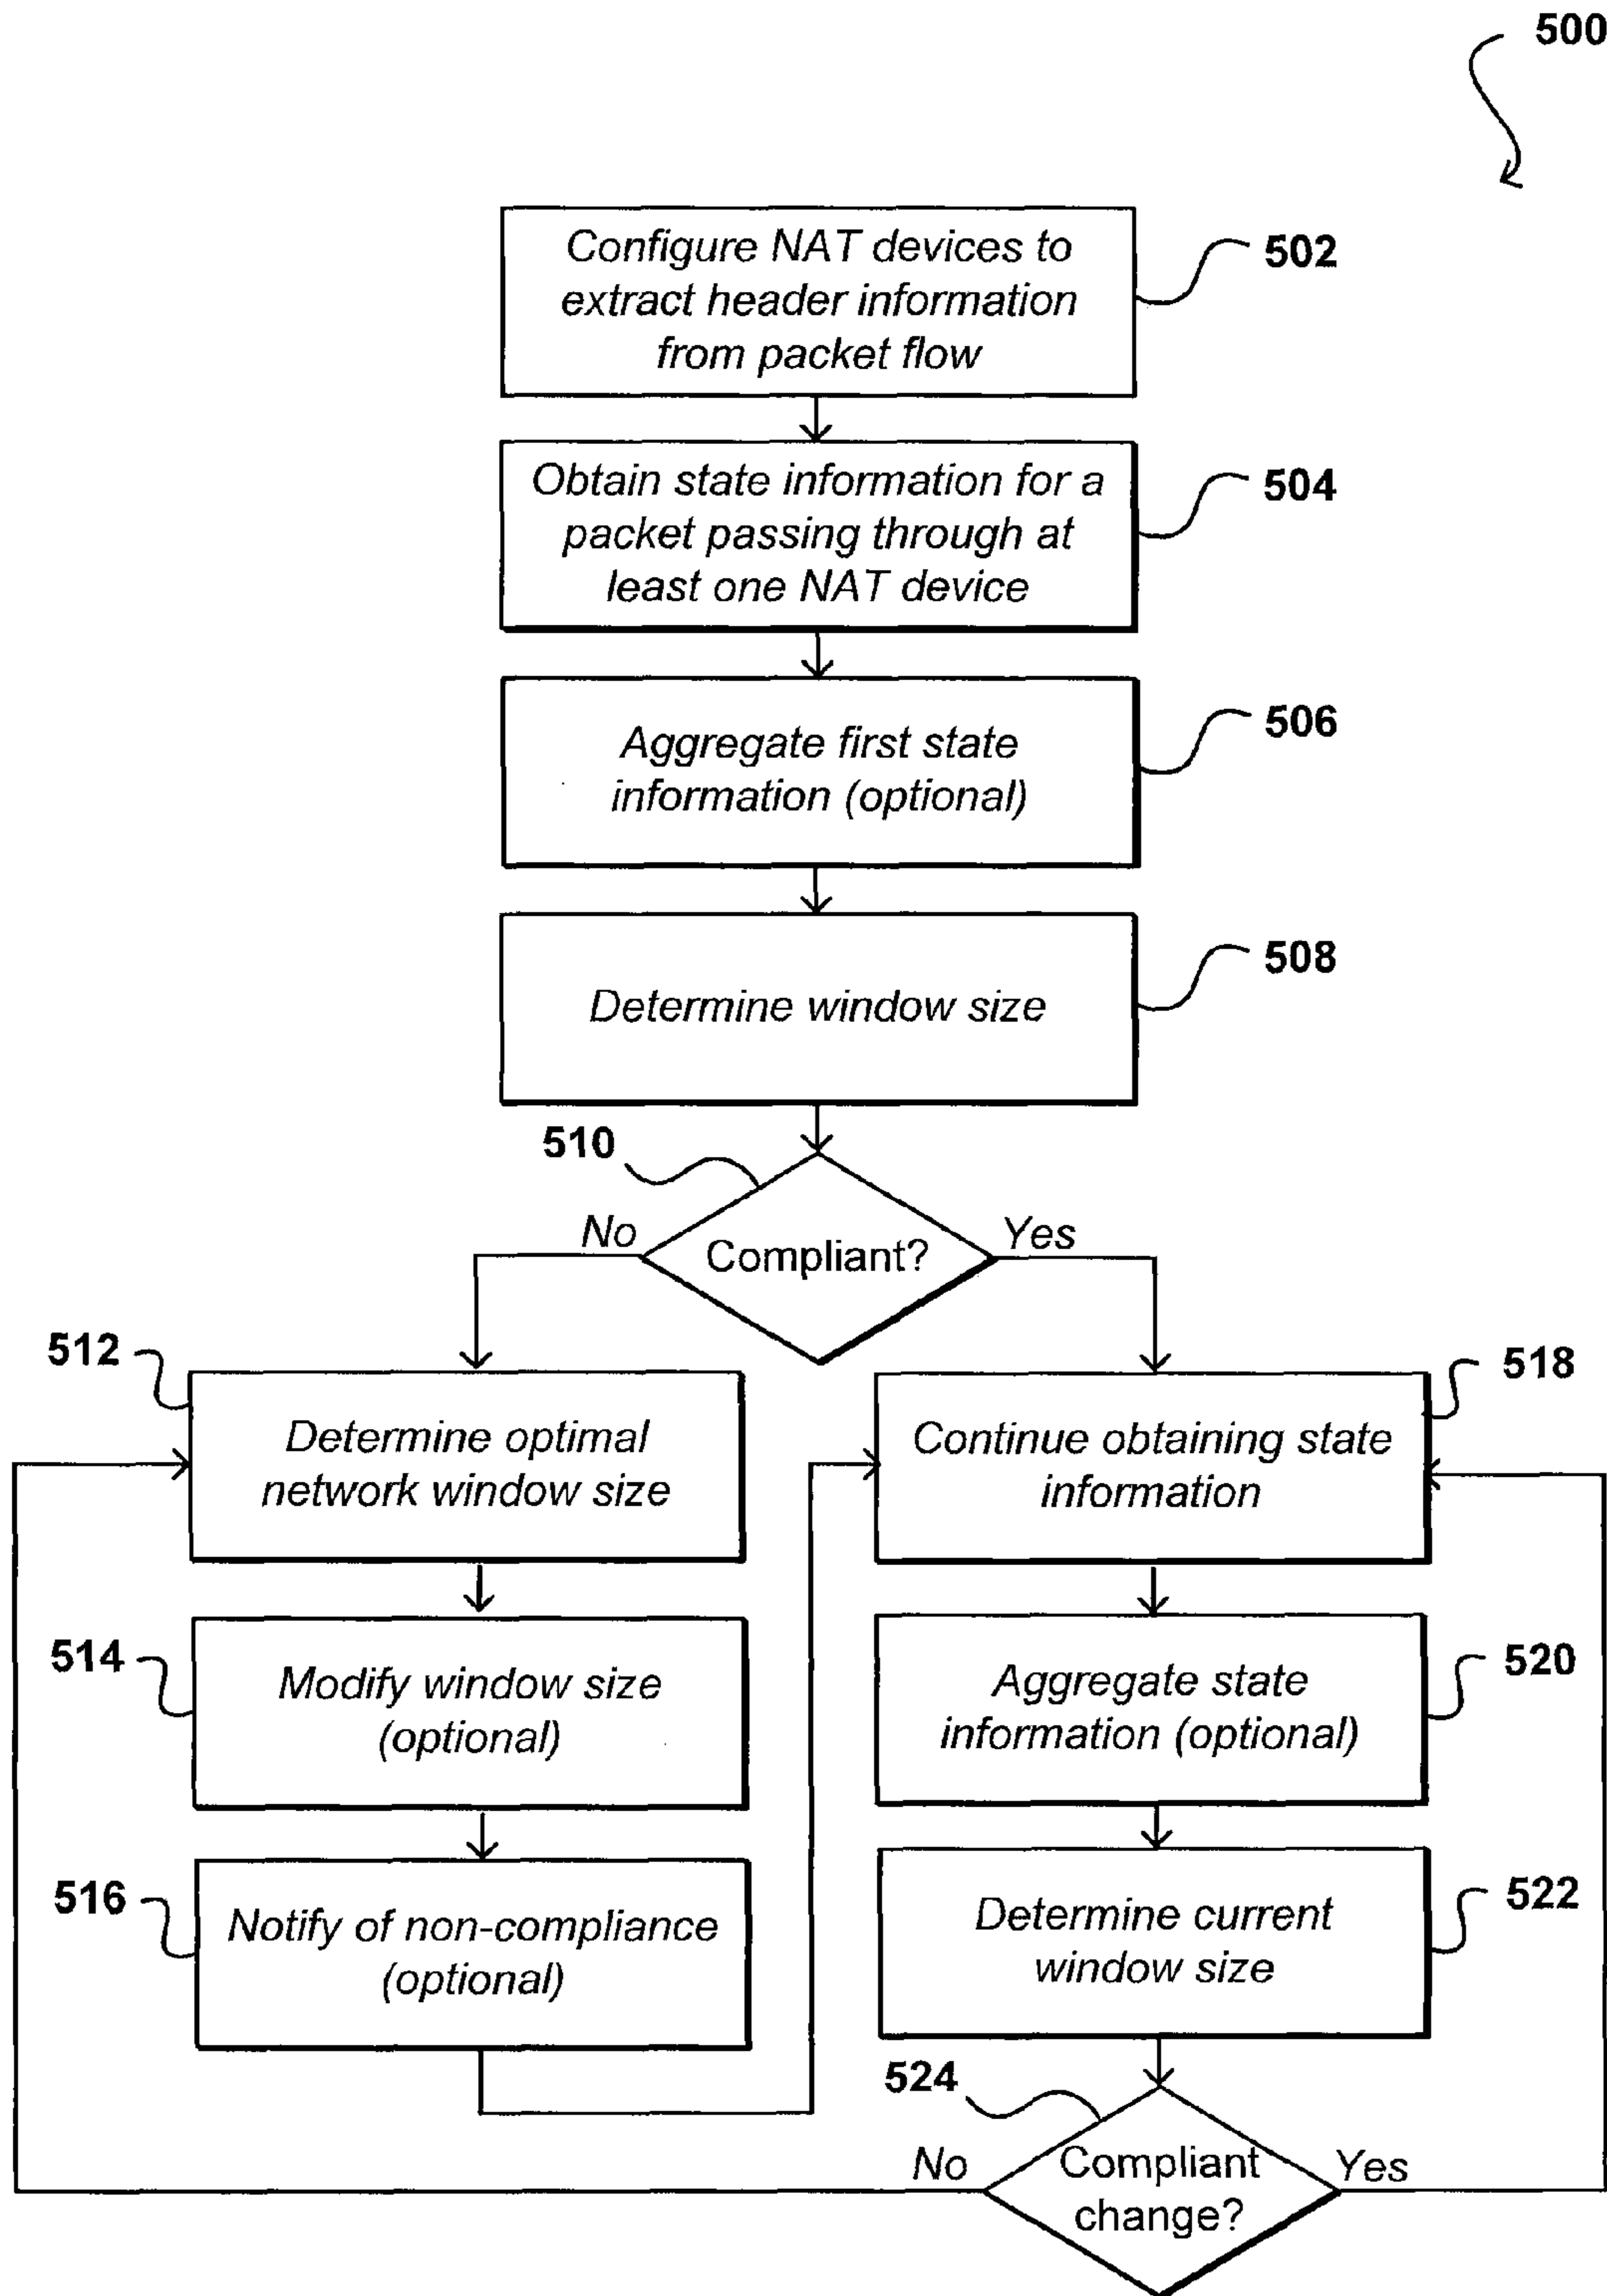 500
Configure NAT devices to
extract header information
from packet flow
502
Obtain state information for a
packet passing through at
least one NAT device
504
Aggregate first state
information (optional)
506
Determine window size
508
510
No
Compliant?
Yes
512
Determine optimal
network window size
518
Continue obtaining state
information
514
Modify window size
(optional)
520
Aggregate state
information (optional)
516
Notify of non-compliance
(optional)
522
Determine current
window size
524
No
Compliant
change?
Yes